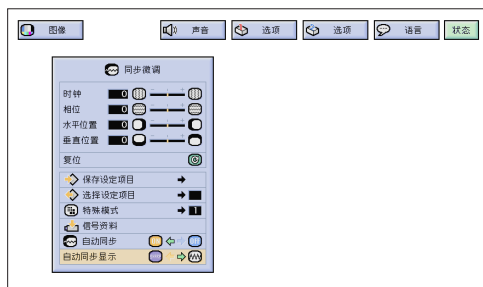 图像 声音 选项 选项 语言 状态
同步微调
时钟 0
相位 0
水平位置 0
垂直位置 0
复位
保存设定项目
选择设定项目
特殊模式 1
信号资料
自动同步
自动同步显示